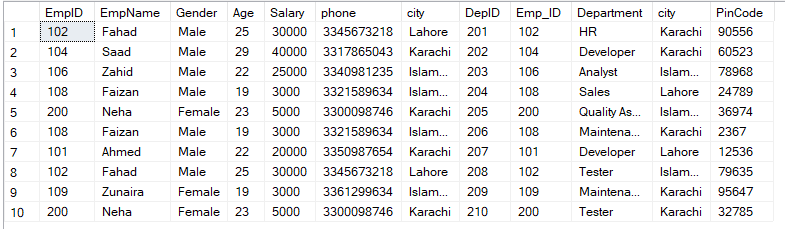 EmpID EmpName Gender Age Salary phone city DepID Emp_ID Department city PinCode
1 102 Fahad Male 25 30000 3345673218 Lahore 201 102 HR Karachi 90556
2 104 Saad Male 29 40000 3317865043 Karachi 202 104 Developer Karachi 60523
3 106 Zahid Male 22 25000 3340981235 Islam... 203 106 Analyst Islam... 78968
4 108 Faizan Male 19 3000 3321589634 Islam... 204 108 Sales Lahore 24789
5 200 Neha Female 23 5000 3300098746 Karachi 205 200 Quality As... Islam... 36974
6 108 Faizan Male 19 3000 3321589634 Islam... 206 108 Maintena... Karachi 2367
7 101 Ahmed Male 22 20000 3350987654 Karachi 207 101 Developer Lahore 12536
8 102 Fahad Male 25 30000 3345673218 Lahore 208 102 Tester Islam... 79635
9 109 Zunaira Female 19 3000 3361299634 Islam... 209 109 Maintena... Karachi 95647
10 200 Neha Female 23 5000 3300098746 Karachi 210 200 Tester Karachi 32785